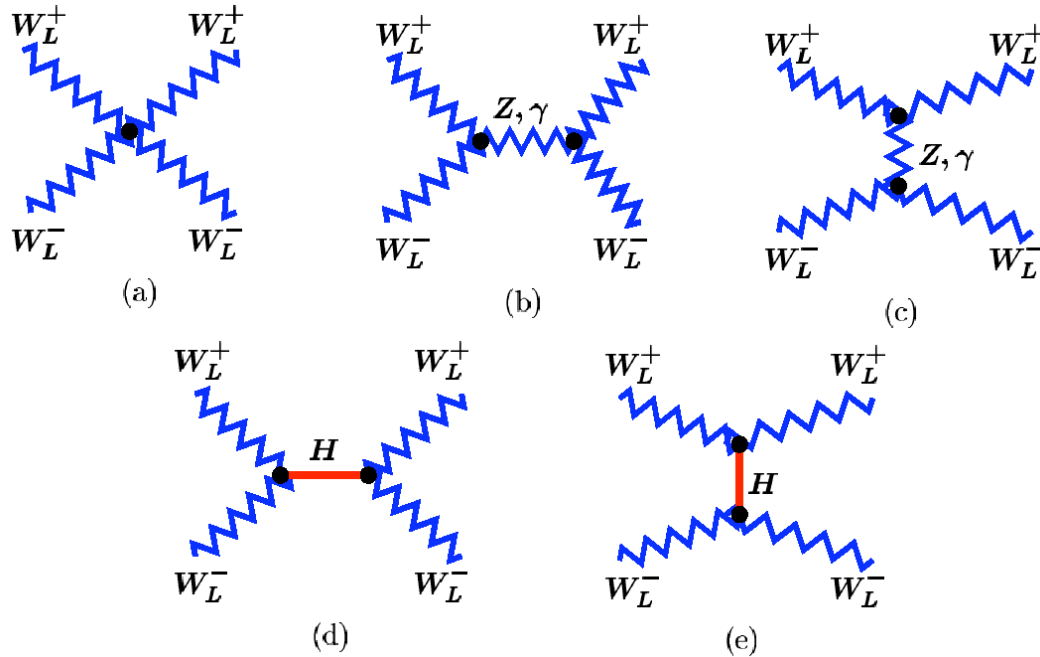 W_L^+ W_L^+
W_L^- W_L^-
(a)
W_L^+ W_L^+
Z, γ
W_L^- W_L^-
(b)
W_L^+ W_L^+
Z, γ
W_L^- W_L^-
(c)
W_L^+ W_L^+
H
W_L^- W_L^-
(d)
W_L^+ W_L^+
H
W_L^- W_L^-
(e)